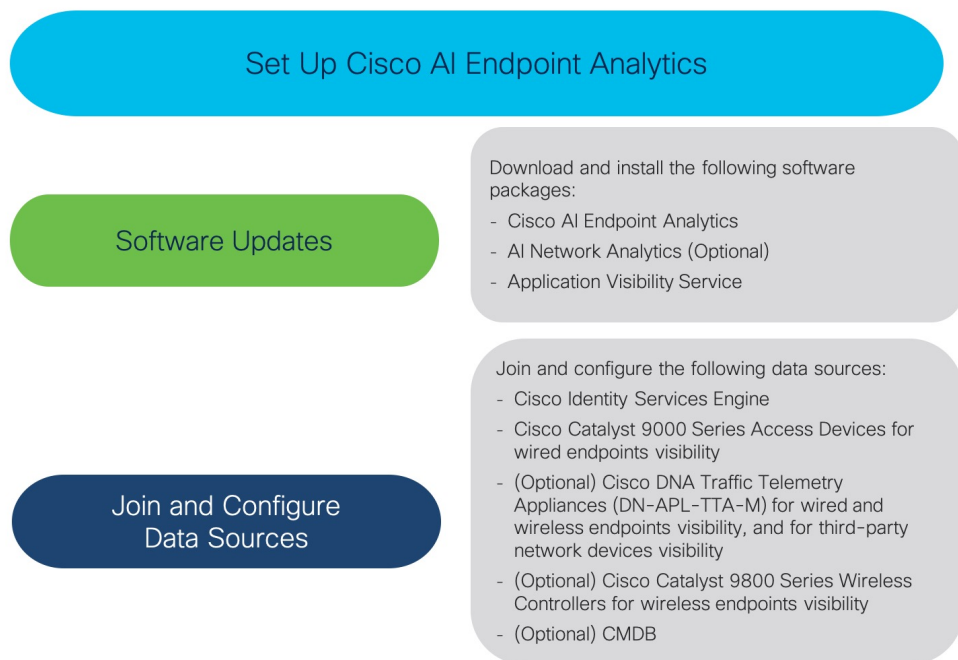 Set Up Cisco AI Endpoint Analytics
Software Updates
Download and install the following software
packages:
- Cisco AI Endpoint Analytics
- AI Network Analytics (Optional)
- Application Visibility Service
Join and Configure
Data Sources
Join and configure the following data sources:
- Cisco Identity Services Engine
- Cisco Catalyst 9000 Series Access Devices for
wired endpoints visibility
- (Optional) Cisco DNA Traffic Telemetry
Appliances (DN-APL-TTA-M) for wired and
wireless endpoints visibility, and for third-party
network devices visibility
- (Optional) Cisco Catalyst 9800 Series Wireless
Controllers for wireless endpoints visibility
- (Optional) CMDB